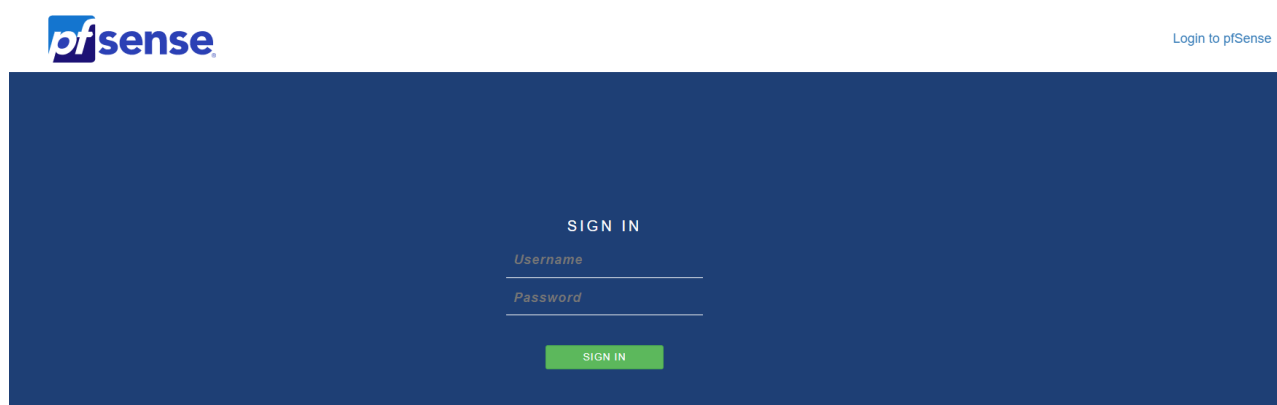 pfsense®
Login to pfSense
SIGN IN
Username
Password
SIGN IN